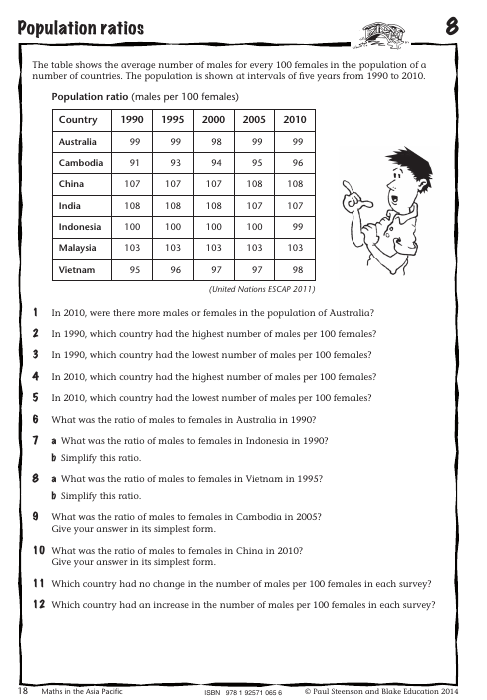 Population ratios 8
The table shows the average number of males for every 100 females in the population of a
number of countries. The population is shown at intervals of five years from 1990 to 2010.
Population ratio (males per 100 females)
Country 1990 1995 2000 2005 2010
Australia 99 99 98 99 99
Cambodia 91 93 94 95 96
China 107 107 107 108 108
India 108 108 108 107 107
Indonesia 100 100 100 100 99
Malaysia 103 103 103 103 103
Vietnam 95 96 97 97 98
(United Nations ESCAP 2011)
1 In 2010, were there more males or females in the population of Australia?
2 In 1990, which country had the highest number of males per 100 females?
3 In 1990, which country had the lowest number of males per 100 females?
4 In 2010, which country had the highest number of males per 100 females?
5 In 2010, which country had the lowest number of males per 100 females?
6 What was the ratio of males to females in Australia in 1990?
7 a What was the ratio of males to females in Indonesia in 1990?
b Simplify this ratio.
8 a What was the ratio of males to females in Vietnam in 1995?
b Simplify this ratio.
9 What was the ratio of males to females in Cambodia in 2005?
Give your answer in its simplest form.
10 What was the ratio of males to females in China in 2010?
Give your answer in its simplest form.
11 Which country had no change in the number of males per 100 females in each survey?
12 Which country had an increase in the number of males per 100 females in each survey?
18 Maths in the Asia Pacific ISBN 978 1 92571 065 6 © Paul Steenson and Blake Education 2014